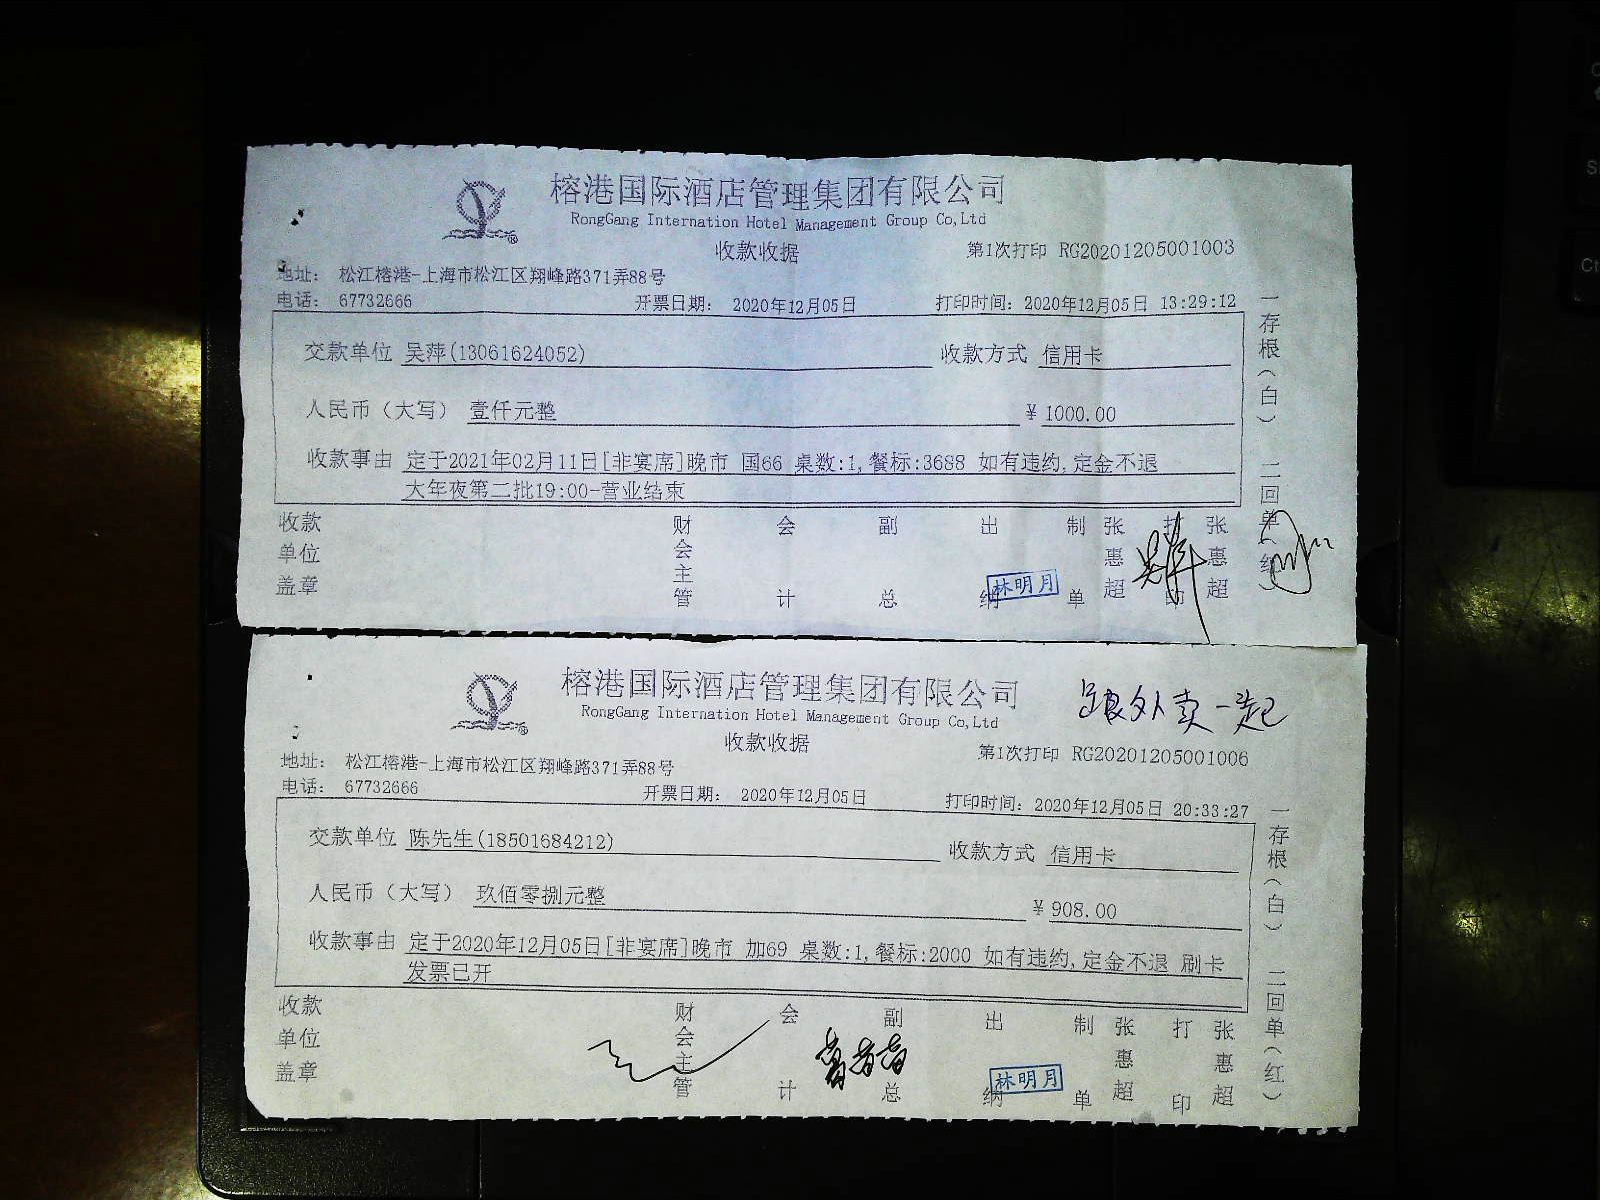 榕港国际酒店管理集团有限公司
RongGang Internation Hotel Management Group Co,Ltd
收款收据 第1次打印 RG20201205001003
地址: 松江榕港-上海市松江区翔峰路371弄88号
电话: 67732666 开票日期: 2020年12月05日 打印时间: 2020年12月05日 13:29:12
交款单位 吴萍(13061624052) 收款方式 信用卡
人民币(大写) 壹仟元整 ¥ 1000.00
收款事由 定于2021年02月11日[非宴席]晚市 国66 桌数:1,餐标:3688 如有违约,定金不退
大年夜第二批19:00-营业结束
收款单位盖章 财会主管 会计 副总 出纳 林明月 制单 张惠超 打印 张惠超
一存根(白) 二回单(红)
榕港国际酒店管理集团有限公司
RongGang Internation Hotel Management Group Co,Ltd
跟外卖一起
收款收据 第1次打印 RG20201205001006
地址: 松江榕港-上海市松江区翔峰路371弄88号
电话: 67732666 开票日期: 2020年12月05日 打印时间: 2020年12月05日 20:33:27
交款单位 陈先生(18501684212) 收款方式 信用卡
人民币(大写) 玖佰零捌元整 ¥ 908.00
收款事由 定于2020年12月05日[非宴席]晚市 加69 桌数:1,餐标:2000 如有违约,定金不退 刷卡
发票已开
收款单位盖章 财会主管 会计 副总 出纳 林明月 制单 张惠超 打印 张惠超
一存根(白) 二回单(红)